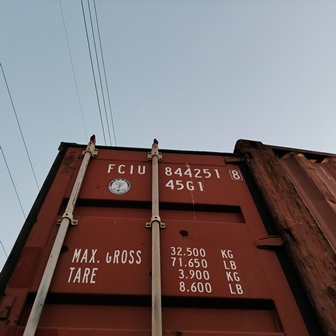 FCIU 844251 8
45G1
MAX. GROSS 32.500 KG
71.650 LB
TARE 3.900 KG
8.600 LB